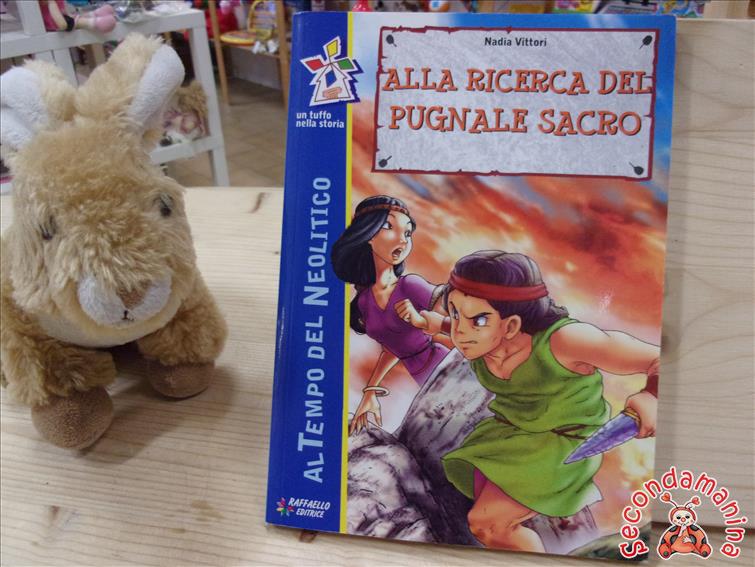 Nadia Vittori
ALLA RICERCA DEL
PUGNALE SACRO
un tuffo
nella storia
AL TEMPO DEL NEOLITICO
RAFFAELLO
EDITRICE
secondamanina